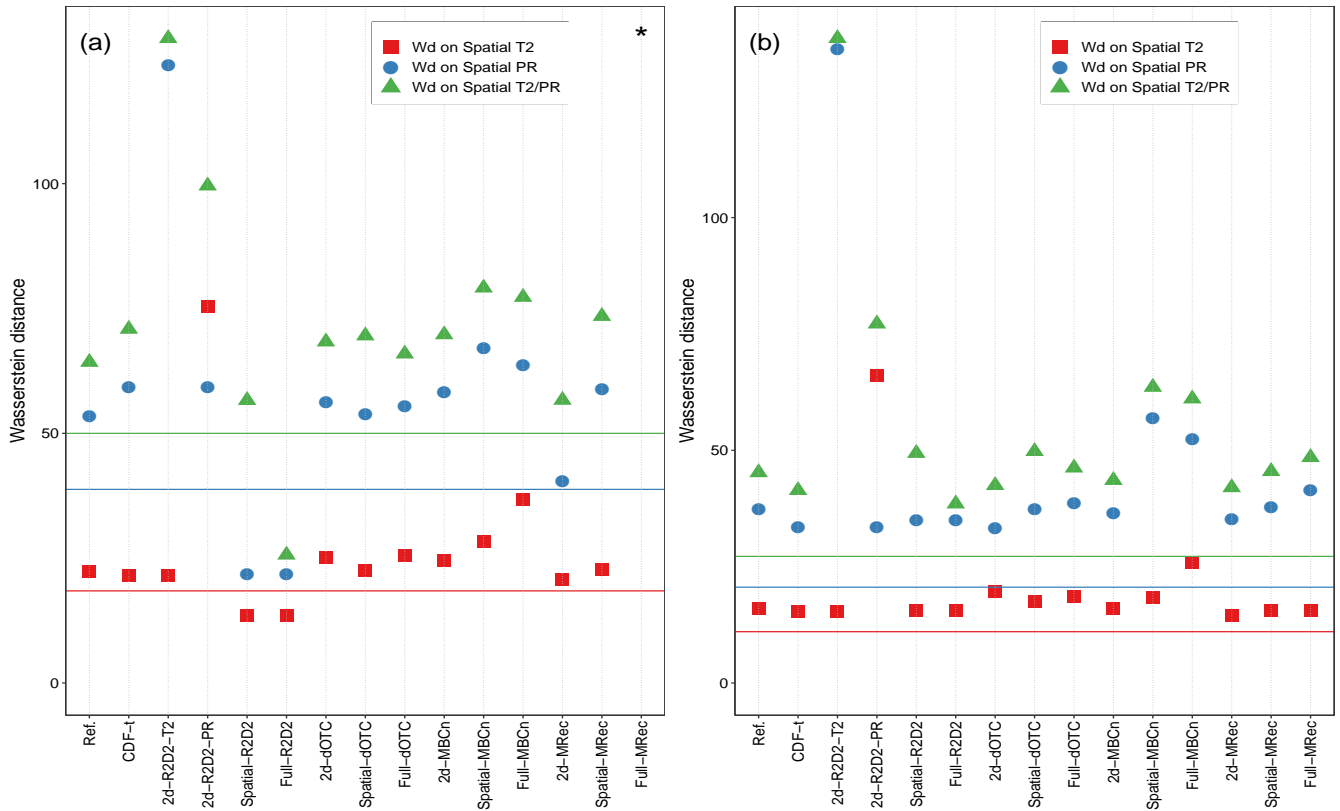 (a)
*
Wd on Spatial T2
Wd on Spatial PR
Wd on Spatial T2/PR
Wasserstein distance
100
50
0
Ref.
CDF−t
2d−R2D2−T2
2d−R2D2−PR
Spatial−R2D2
Full−R2D2
2d−dOTC
Spatial−dOTC
Full−dOTC
2d−MBCn
Spatial−MBCn
Full−MBCn
2d−MRec
Spatial−MRec
Full−MRec
(b)
Wd on Spatial T2
Wd on Spatial PR
Wd on Spatial T2/PR
Wasserstein distance
100
50
0
Ref.
CDF−t
2d−R2D2−T2
2d−R2D2−PR
Spatial−R2D2
Full−R2D2
2d−dOTC
Spatial−dOTC
Full−dOTC
2d−MBCn
Spatial−MBCn
Full−MBCn
2d−MRec
Spatial−MRec
Full−MRec